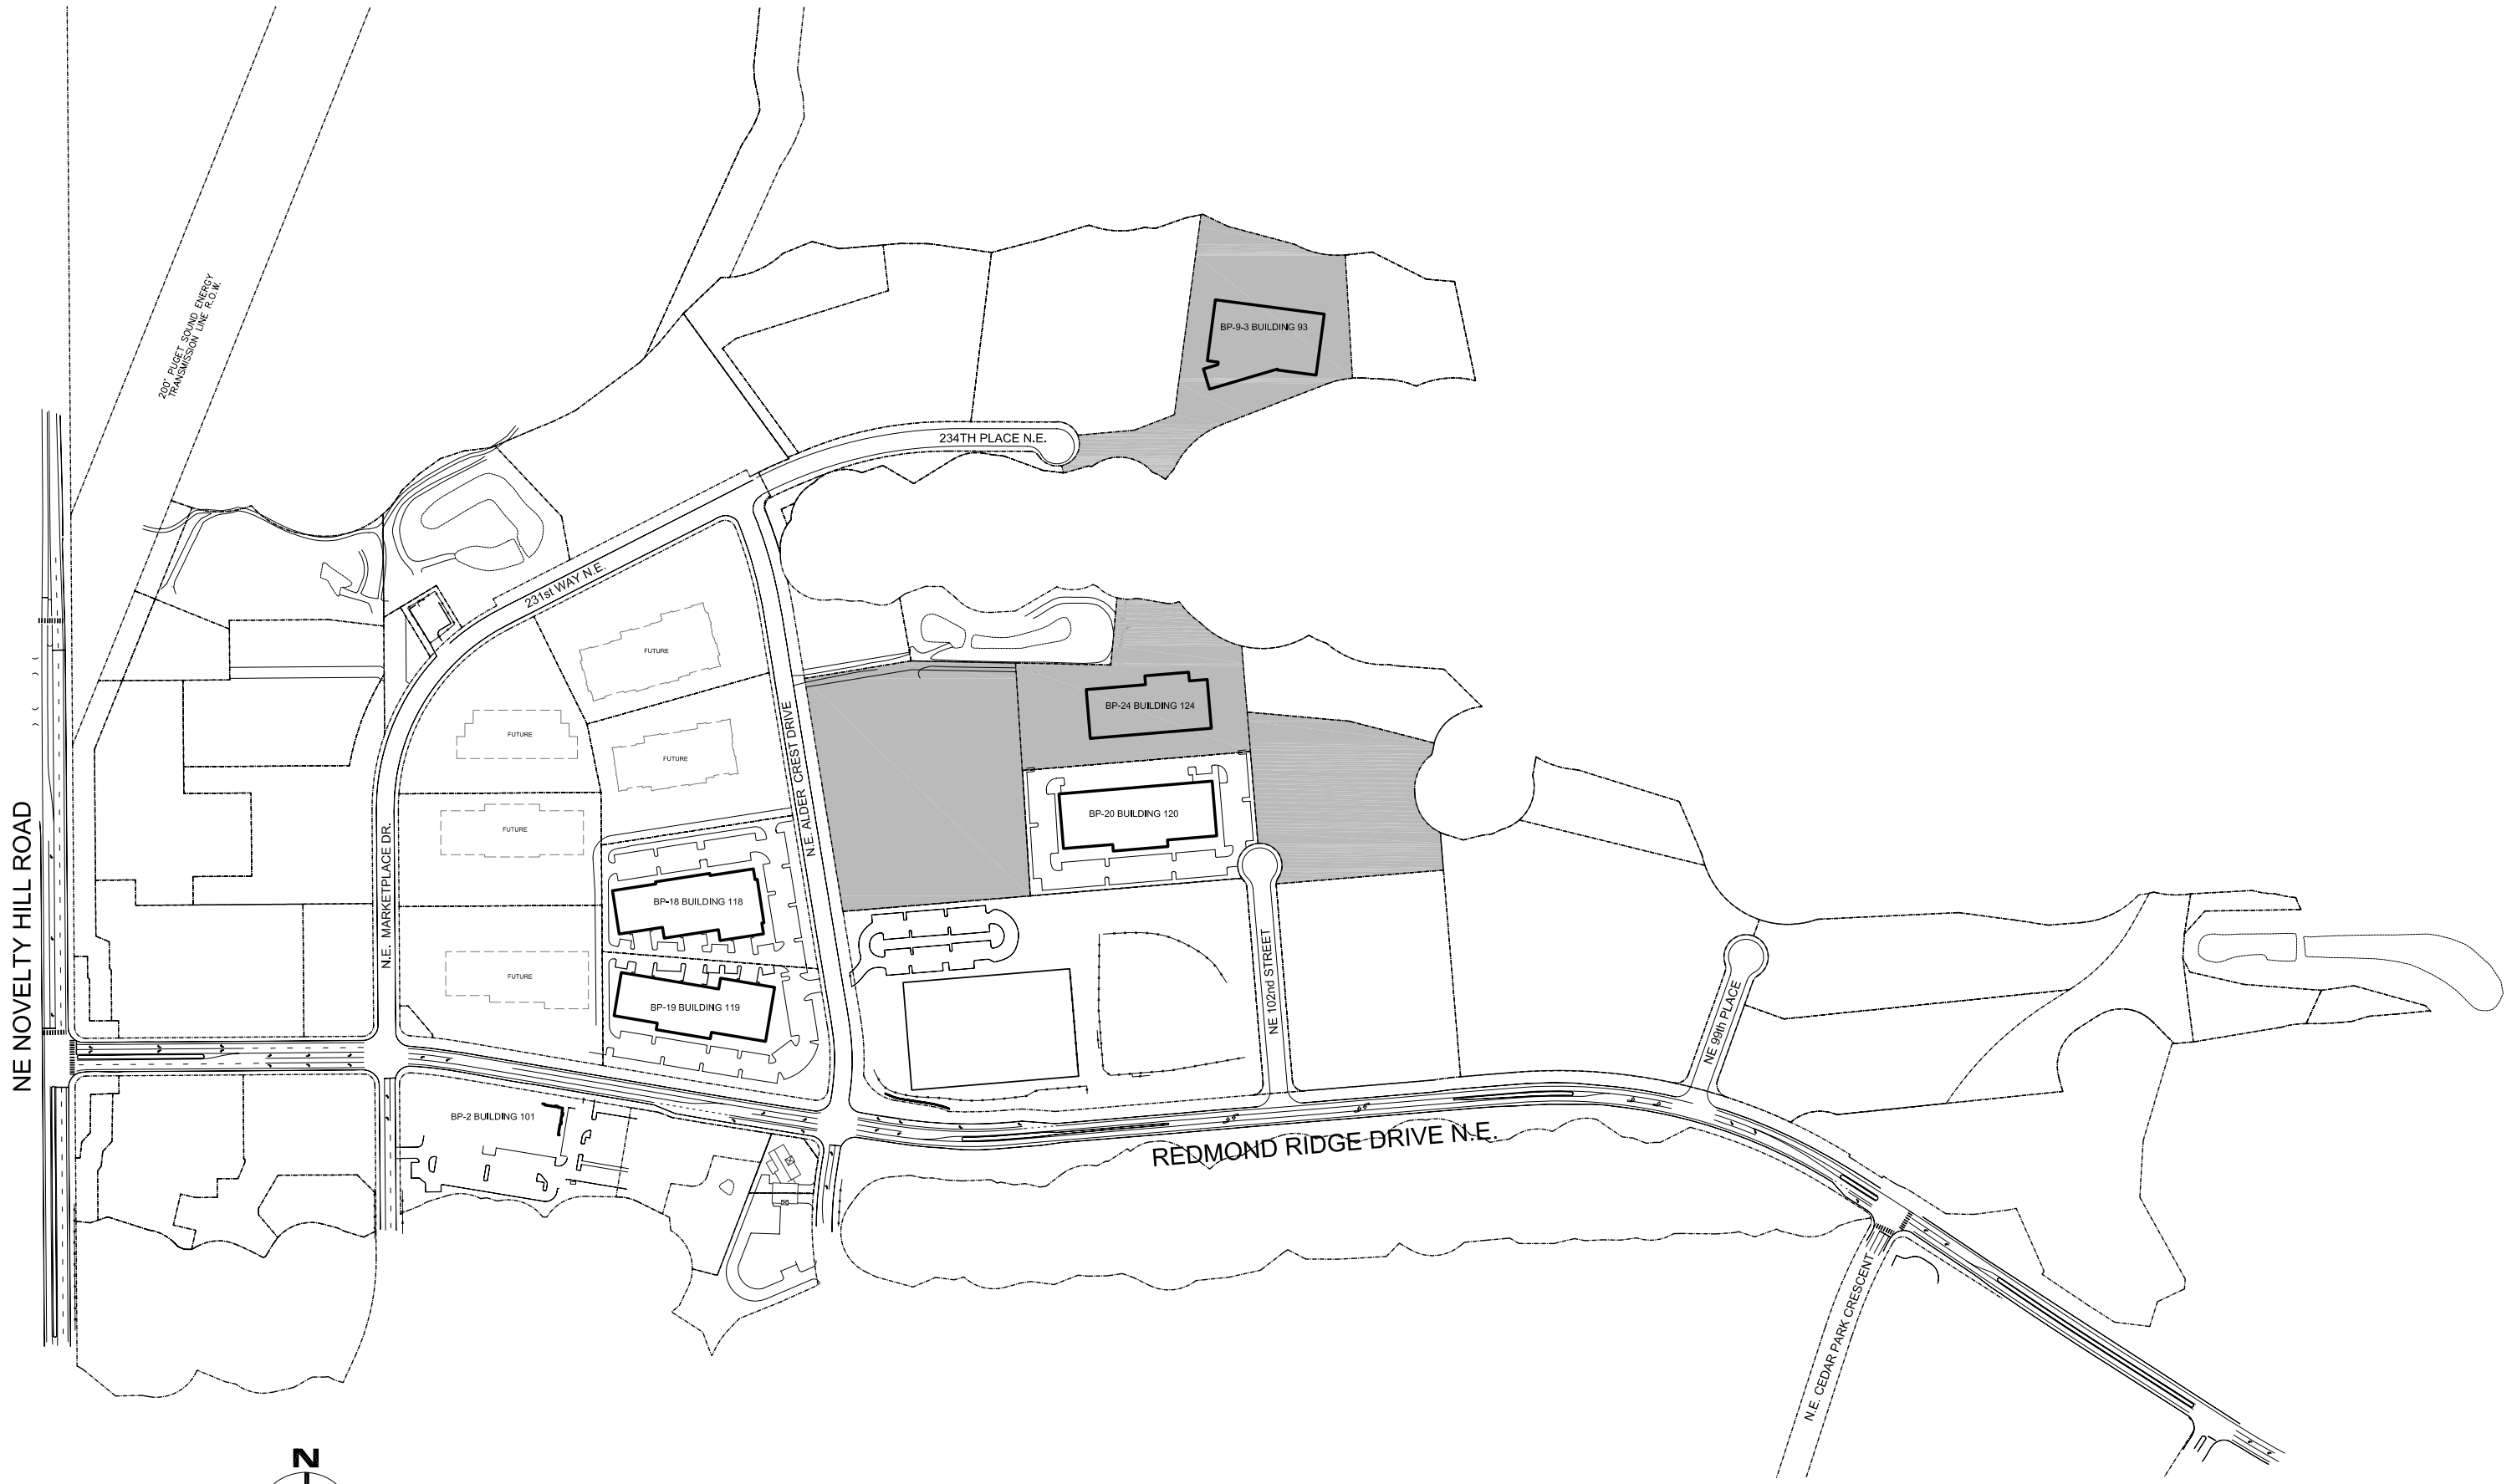 200' PUGET SOUND ENERGY
TRANSMISSION LINE R.O.W.
BP-9-3 BUILDING 93
234TH PLACE N.E.
231st WAY N.E.
FUTURE
FUTURE
FUTURE
FUTURE
FUTURE
N.E. ALDER CREST DRIVE
BP-24 BUILDING 124
BP-20 BUILDING 120
NE NOVELTY HILL ROAD
N.E. MARKETPLACE DR.
BP-18 BUILDING 118
BP-19 BUILDING 119
NE 102nd STREET
NE 99th PLACE
BP-2 BUILDING 101
REDMOND RIDGE DRIVE N.E.
N.E. CEDAR PARK CRESCENT
N